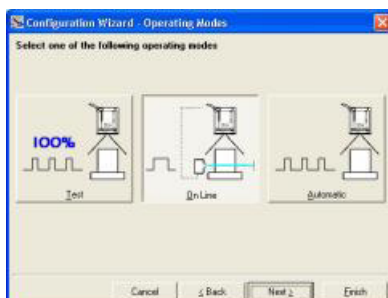 Configuration Wizard - Operating Modes
Select one of the following operating modes
100%
Test
On Line
Automatic
Cancel
< Back
Next >
Finish